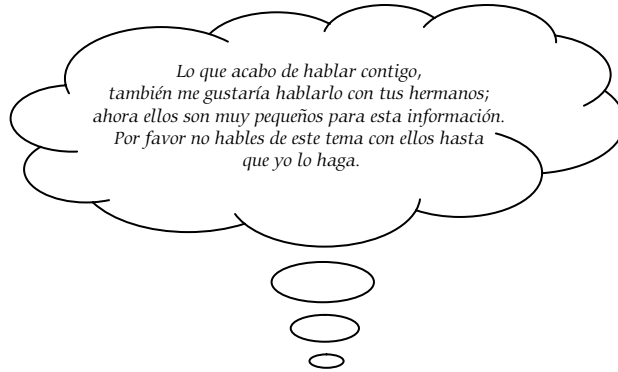 Lo que acabo de hablar contigo,
también me gustaría hablarlo con tus hermanos;
ahora ellos son muy pequeños para esta información.
Por favor no hables de este tema con ellos hasta
que yo lo haga.